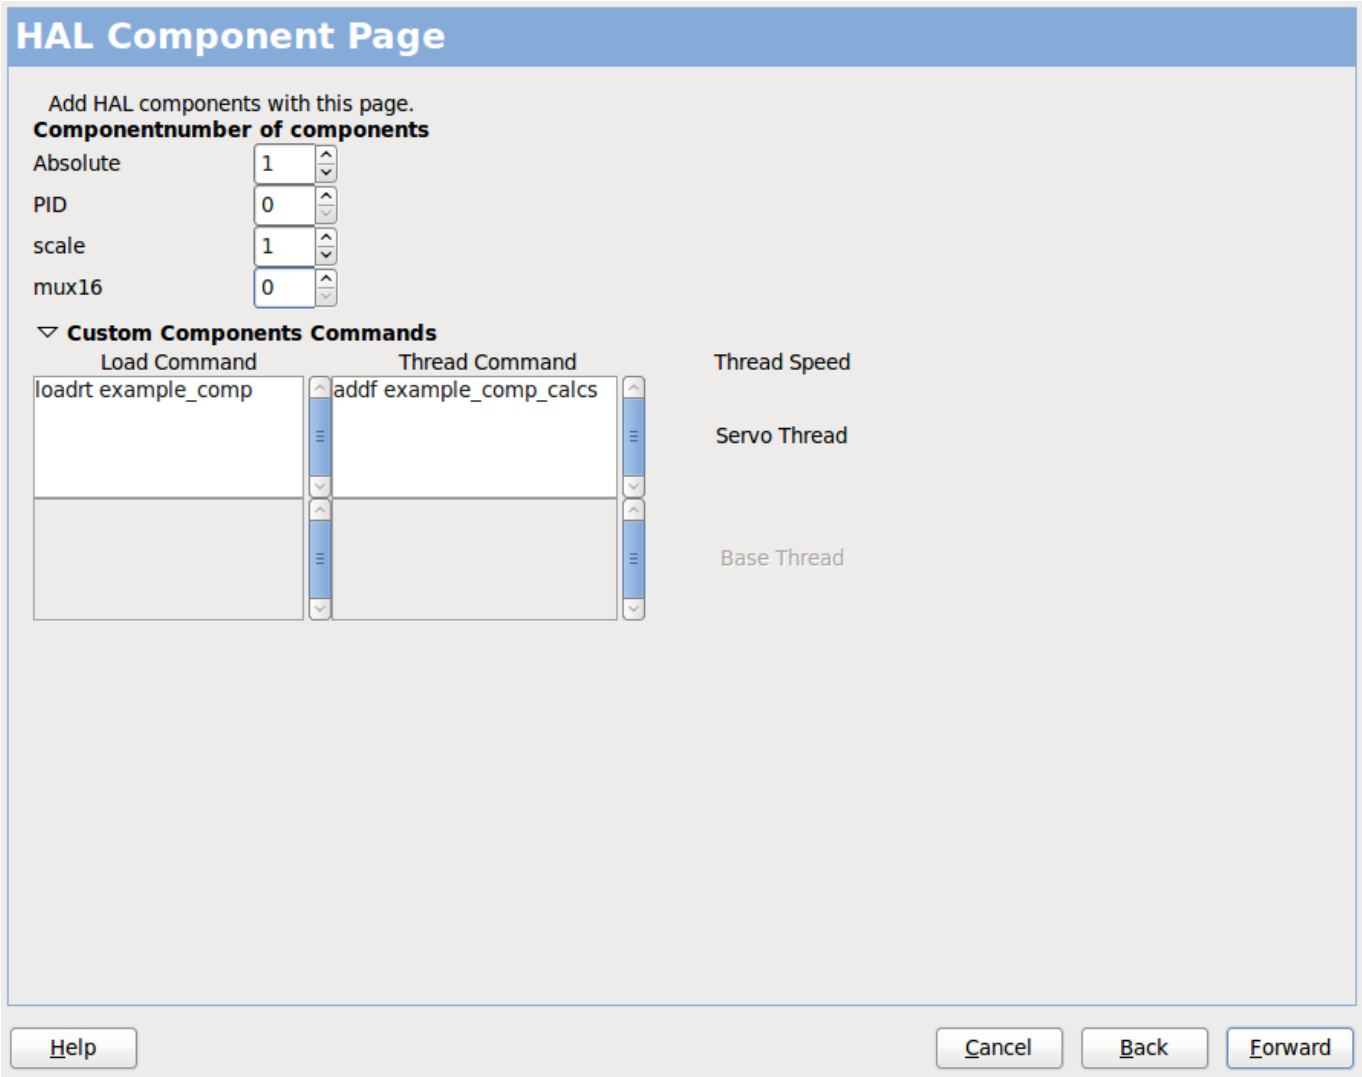 HAL Component Page
Add HAL components with this page.
Componentnumber of components
Absolute 1
PID 0
scale 1
mux16 0
Custom Components Commands
Load Command Thread Command Thread Speed
loadrt example_comp addf example_comp_calcs
Servo Thread
Base Thread
Help Cancel Back Forward